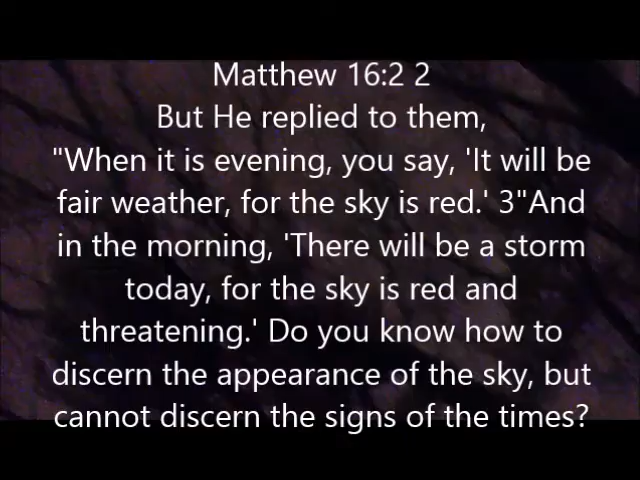 Matthew 16:2 2
But He replied to them,
"When it is evening, you say, 'It will be
fair weather, for the sky is red.' 3"And
in the morning, 'There will be a storm
today, for the sky is red and
threatening.' Do you know how to
discern the appearance of the sky, but
cannot discern the signs of the times?